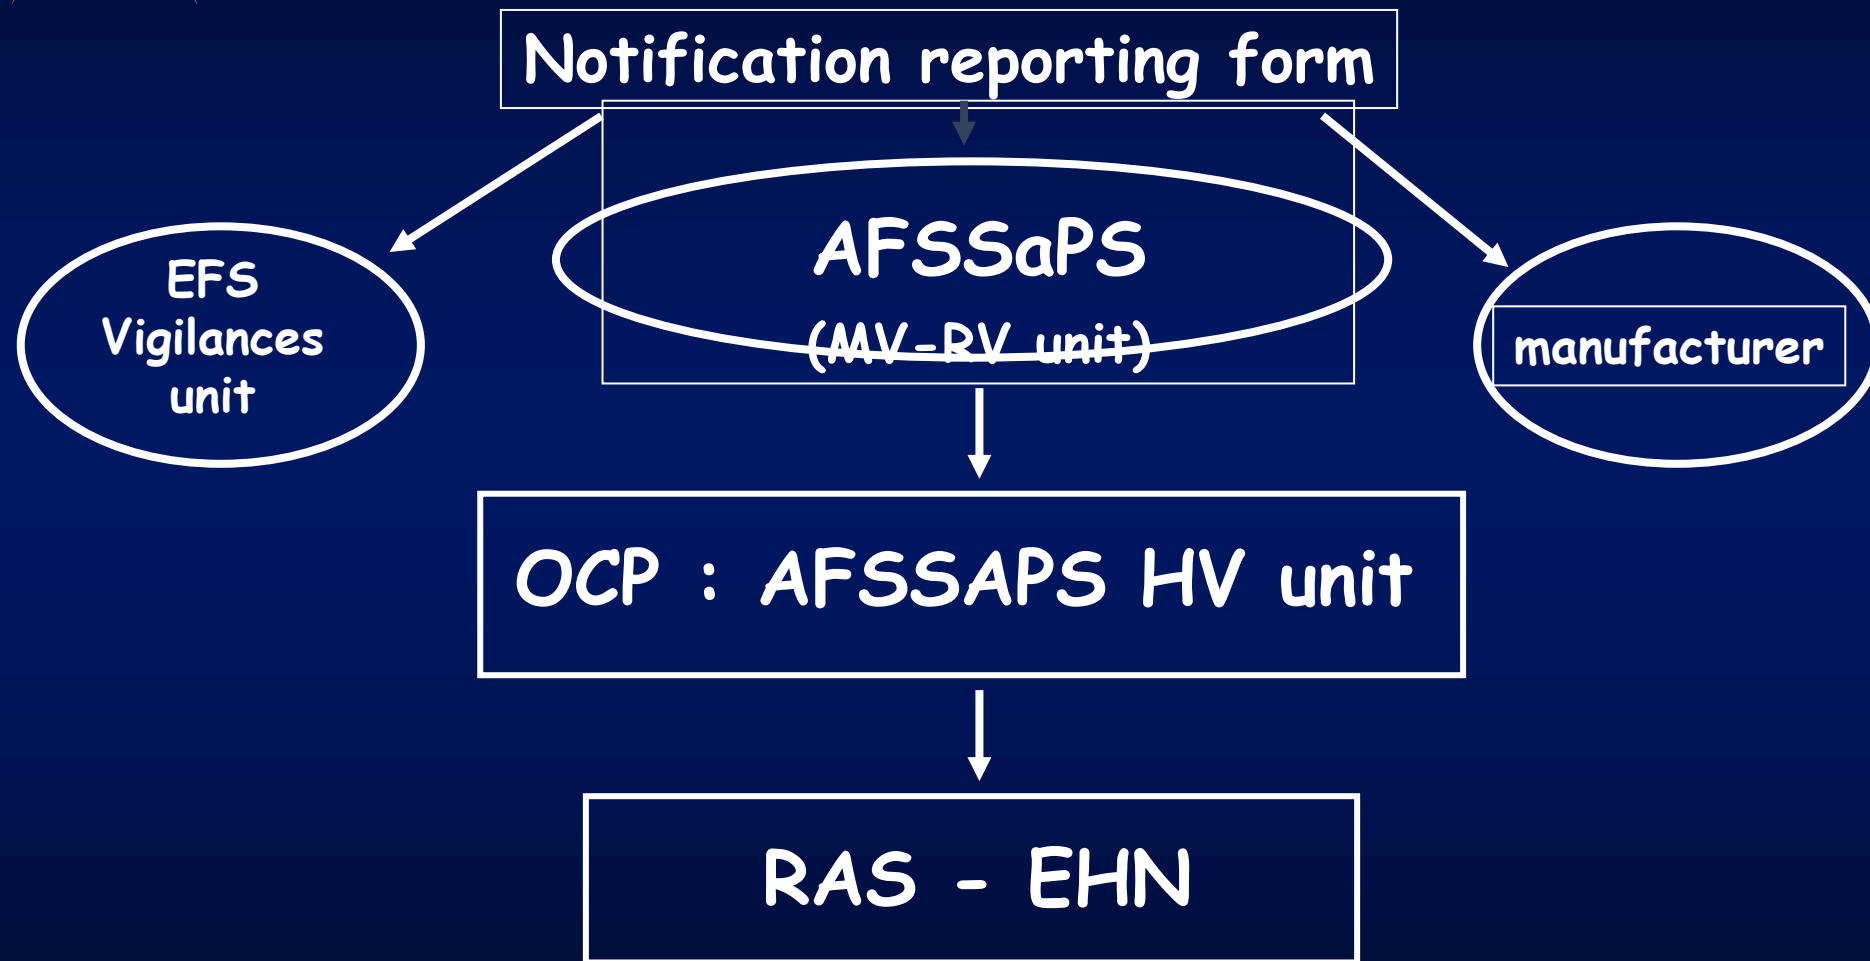 Notification reporting form
AFSSaPS
(MV-RV unit)
EFS
Vigilances
unit
manufacturer
OCP : AFSSAPS HV unit
RAS - EHN